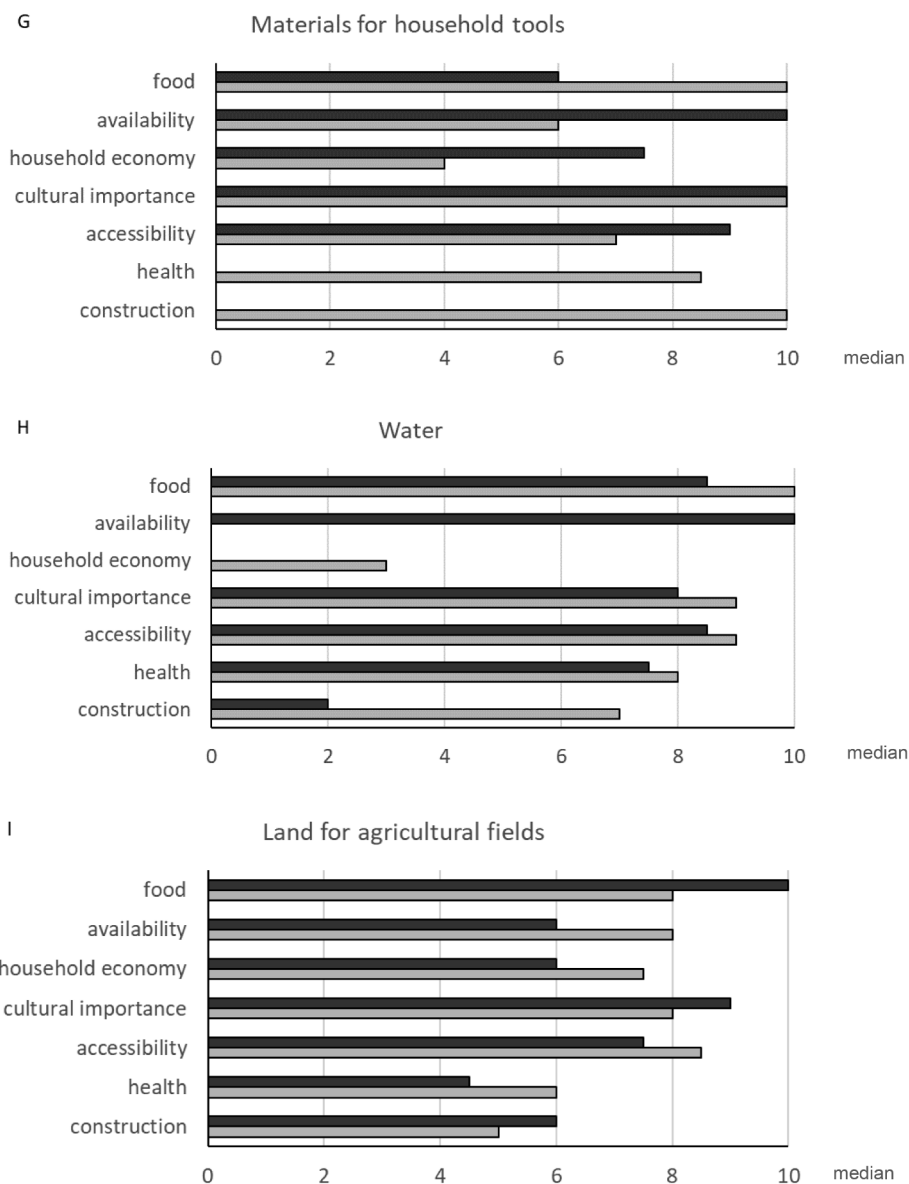 G
Materials for household tools
food
availability
household economy
cultural importance
accessibility
health
construction
0 2 4 6 8 10 median
H
Water
food
availability
household economy
cultural importance
accessibility
health
construction
0 2 4 6 8 10 median
I
Land for agricultural fields
food
availability
household economy
cultural importance
accessibility
health
construction
0 2 4 6 8 10 median